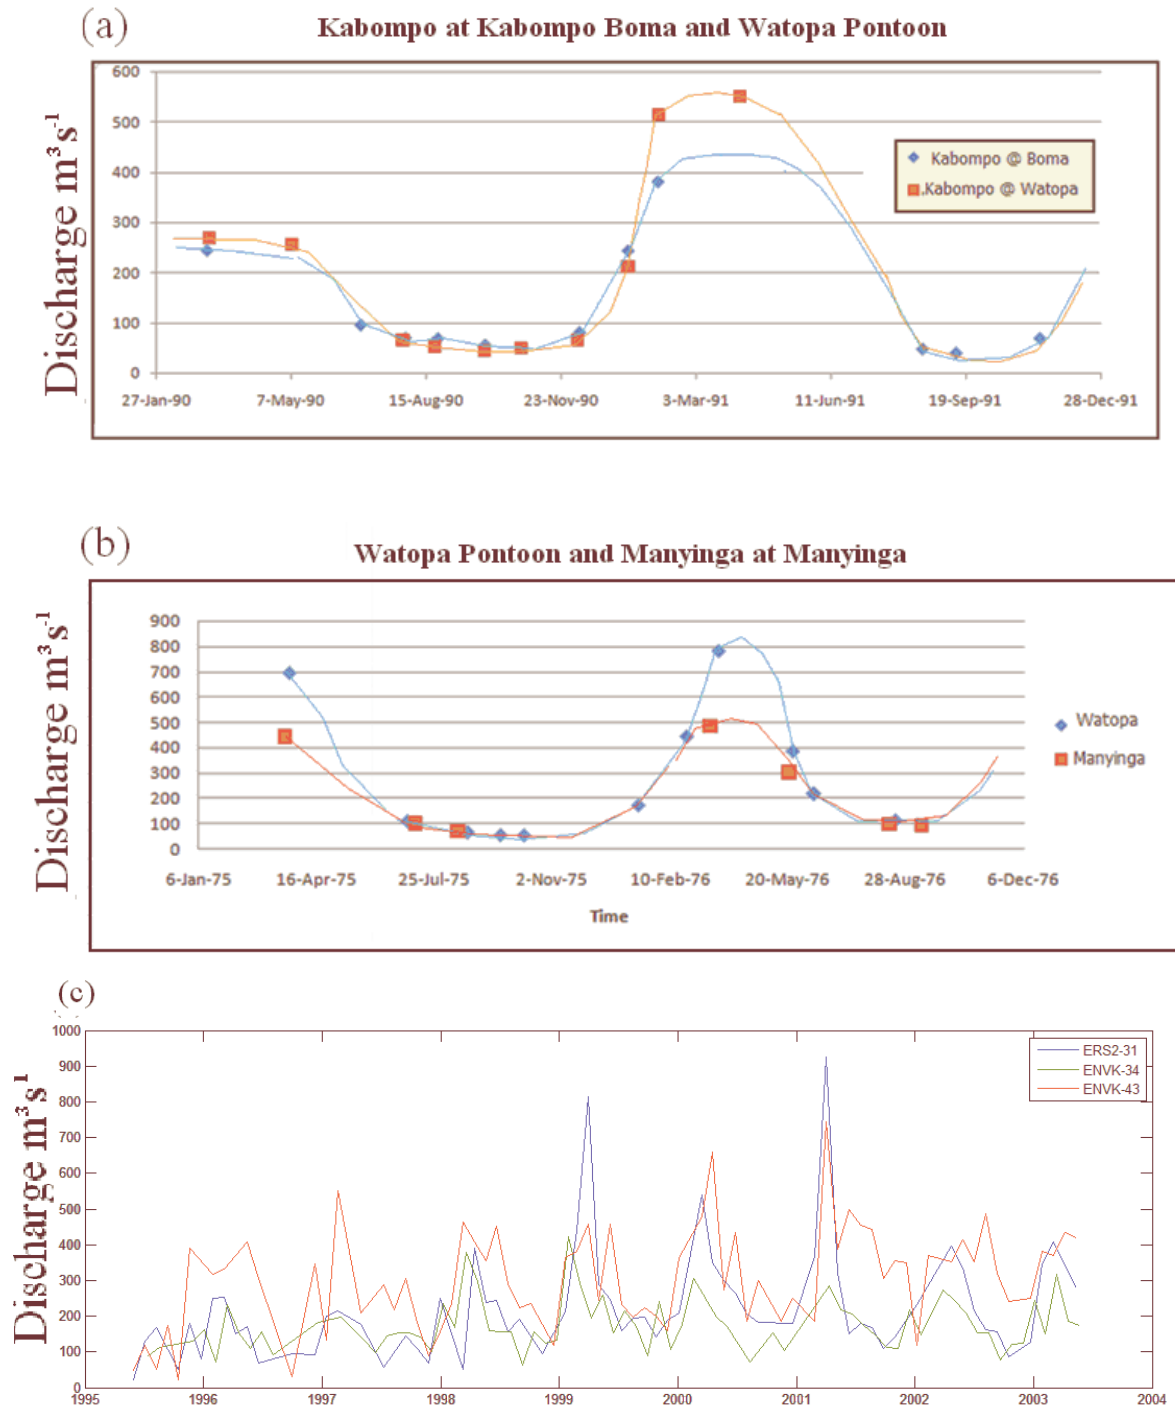 (a)
Kabompo at Kabompo Boma and Watopa Pontoon
Discharge m³s⁻¹
600
500
400
300
200
100
0
27-Jan-90 7-May-90 15-Aug-90 23-Nov-90 3-Mar-91 11-Jun-91 19-Sep-91 28-Dec-91
Kabompo @ Boma
.Kabompo @ Watopa
(b)
Watopa Pontoon and Manyinga at Manyinga
Discharge m³s⁻¹
900
800
700
600
500
400
300
200
100
0
6-Jan-75 16-Apr-75 25-Jul-75 2-Nov-75 10-Feb-76 20-May-76 28-Aug-76 6-Dec-76
Time
Watopa
Manyinga
(c)
Discharge m³s¹
1000
900
800
700
600
500
400
300
200
100
0
1995 1996 1997 1998 1999 2000 2001 2002 2003 2004
ERS2-31
ENVK-34
ENVK-43